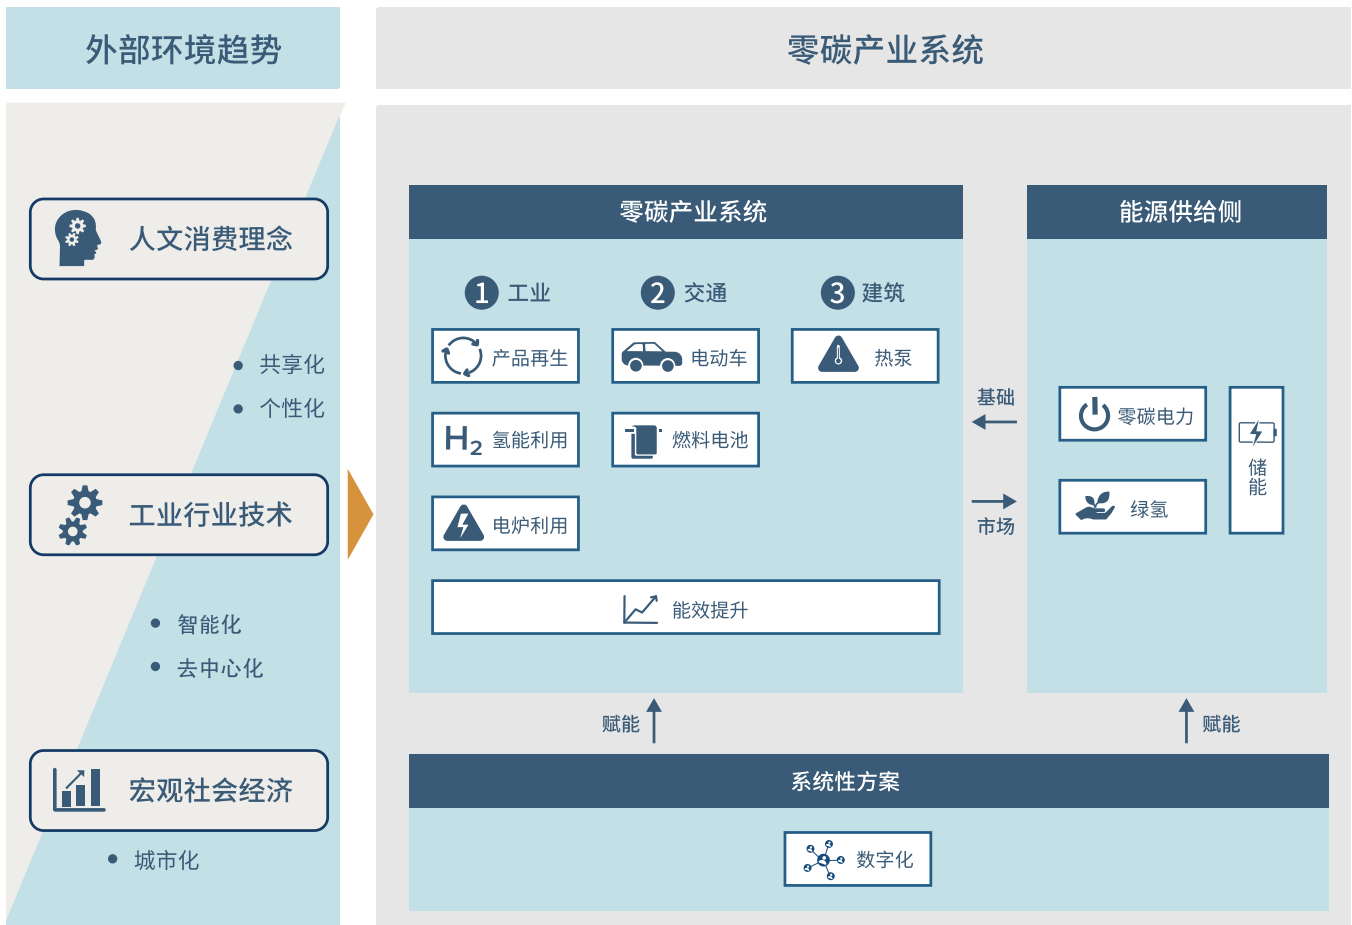 外部环境趋势
零碳产业系统
人文消费理念
共享化
个性化
工业行业技术
智能化
去中心化
宏观社会经济
城市化
零碳产业系统
1 工业
2 交通
3 建筑
产品再生
电动车
热泵
H2 氢能利用
燃料电池
电炉利用
能效提升
基础
市场
能源供给侧
零碳电力
绿氢
储
能
赋能
赋能
系统性方案
数字化